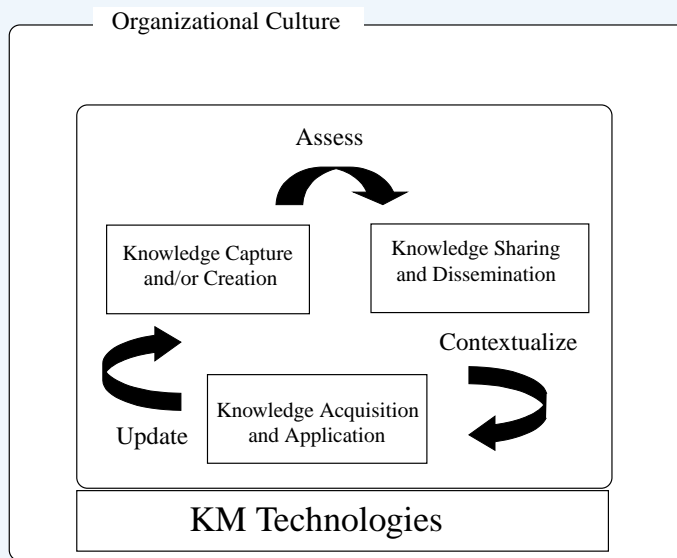 Organizational Culture
Assess
Knowledge Capture
and/or Creation
Knowledge Sharing
and Dissemination
Contextualize
Knowledge Acquisition
and Application
Update
KM Technologies